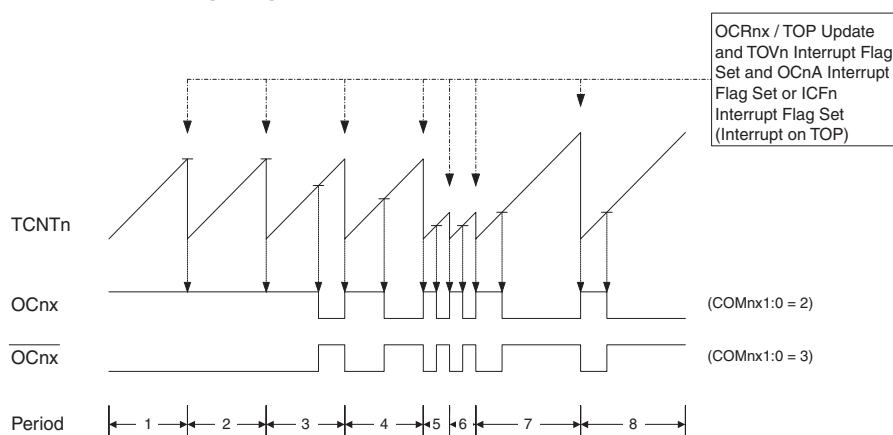 OCRnx / TOP Update
and TOVn Interrupt Flag
Set and OCnA Interrupt
Flag Set or ICFn
Interrupt Flag Set
(Interrupt on TOP)
TCNTn
OCnx
(COMnx1:0 = 2)
OCnx
(COMnx1:0 = 3)
Period
1 2 3 4 5 6 7 8